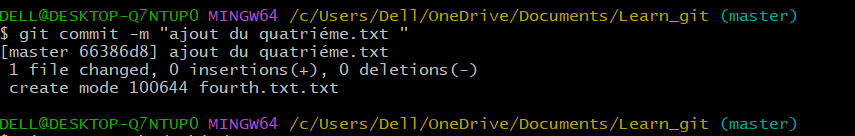 DELL@DESKTOP-Q7NTUP0 MINGW64 /c/Users/Dell/OneDrive/Documents/Learn_git (master)
$ git commit -m "ajout du quatriéme.txt "
[master 66386d8] ajout du quatriéme.txt
 1 file changed, 0 insertions(+), 0 deletions(-)
 create mode 100644 fourth.txt.txt
DELL@DESKTOP-Q7NTUP0 MINGW64 /c/Users/Dell/OneDrive/Documents/Learn_git (master)